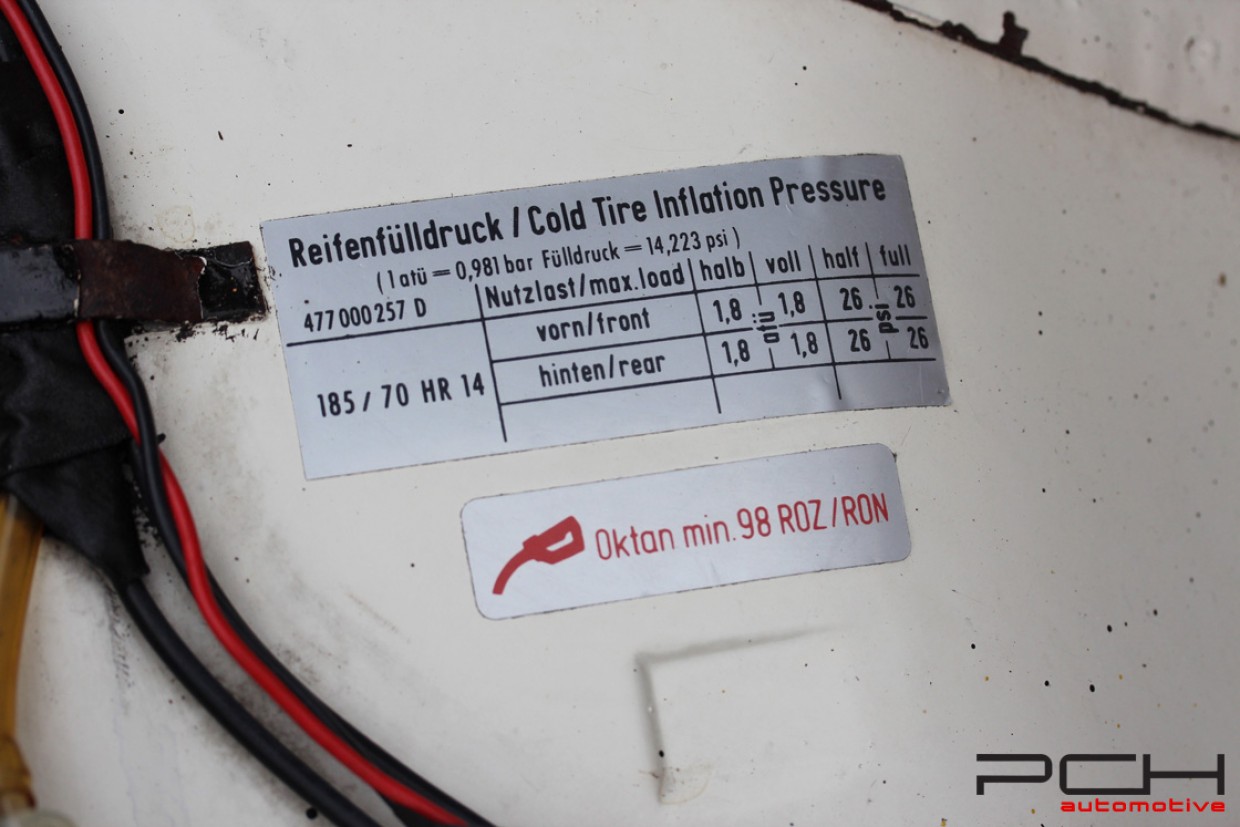 Reifenfülldruck / Cold Tire Inflation Pressure
( 1 atü = 0,981 bar Fülldruck = 14,223 psi )
477 000 257 D Nutzlast/max.load halb voll half full
185 / 70 HR 14 vorn/front 1,8 atü 1,8 26 psi 26
hinten/rear 1,8 1,8 26 26
Oktan min. 98 ROZ / RON
PCH
automotive